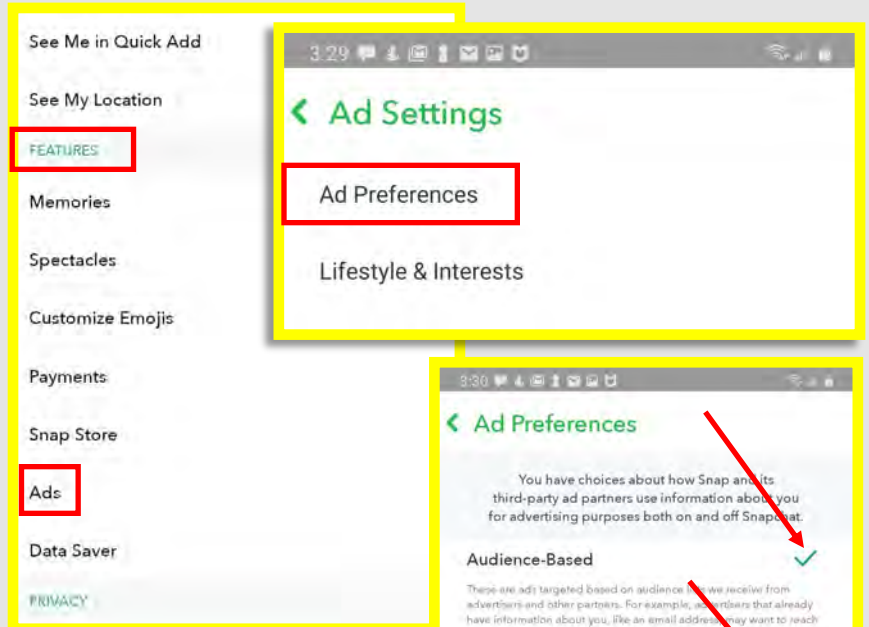 See Me in Quick Add
See My Location
FEATURES
Memories
Spectacles
Customize Emojis
Payments
Snap Store
Ads
Data Saver
PRIVACY
3:29
Ad Settings
Ad Preferences
Lifestyle & Interests
3:30
Ad Preferences
You have choices about how Snap and its
third-party ad partners use information about you
for advertising purposes both on and off Snapchat.
Audience-Based
These are ads targeted based on audience we receive from
advertisers and other partners. For example, advertisers that already
have information about you, like an email address, may want to reach